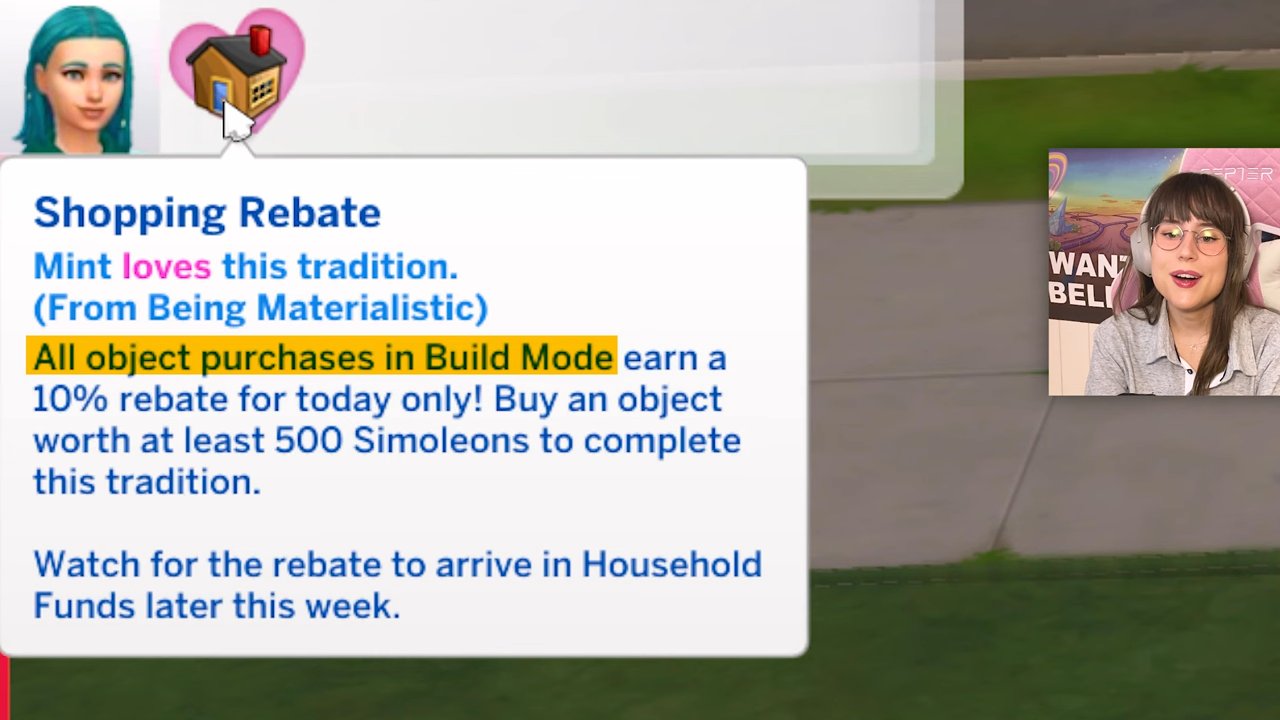 Shopping Rebate
Mint loves this tradition.
(From Being Materialistic)
All object purchases in Build Mode earn a
10% rebate for today only! Buy an object
worth at least 500 Simoleons to complete
this tradition.
Watch for the rebate to arrive in Household
Funds later this week.
WANT